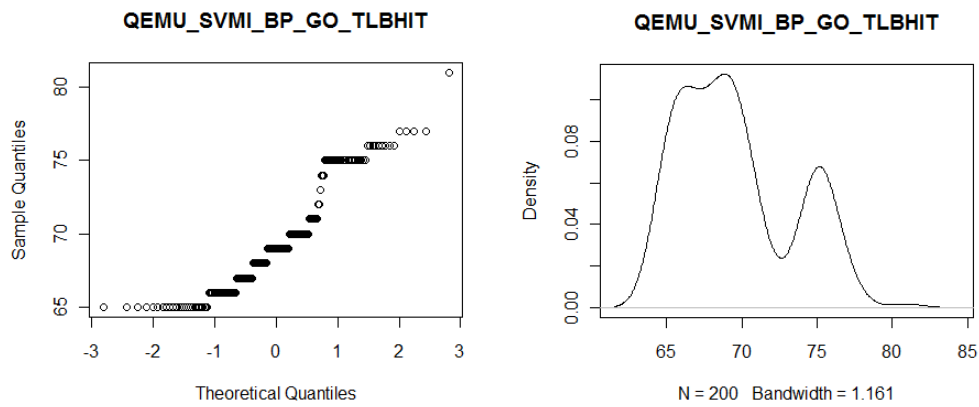 QEMU_SVMI_BP_GO_TLBHIT
Sample Quantiles
80
75
70
65
-3 -2 -1 0 1 2 3
Theoretical Quantiles
QEMU_SVMI_BP_GO_TLBHIT
Density
0.08
0.04
0.00
65 70 75 80 85
N = 200 Bandwidth = 1.161